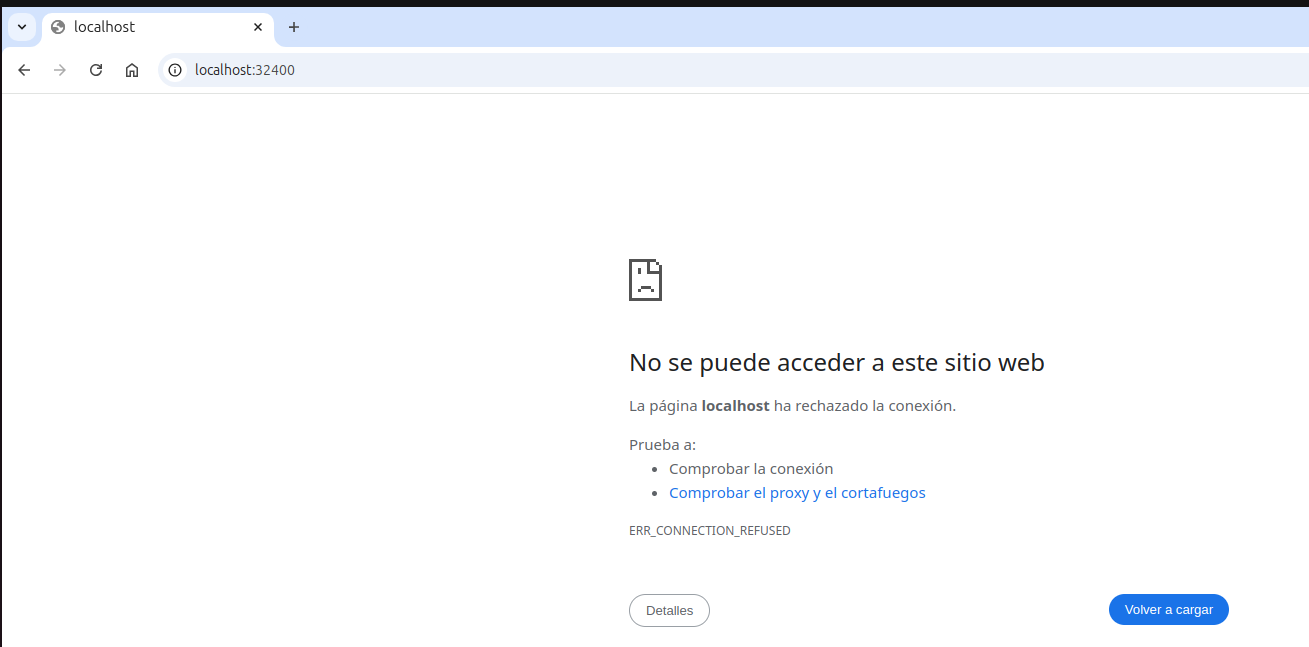 localhost
localhost:32400
No se puede acceder a este sitio web
La página localhost ha rechazado la conexión.
Prueba a:
Comprobar la conexión
Comprobar el proxy y el cortafuegos
ERR_CONNECTION_REFUSED
Detalles
Volver a cargar